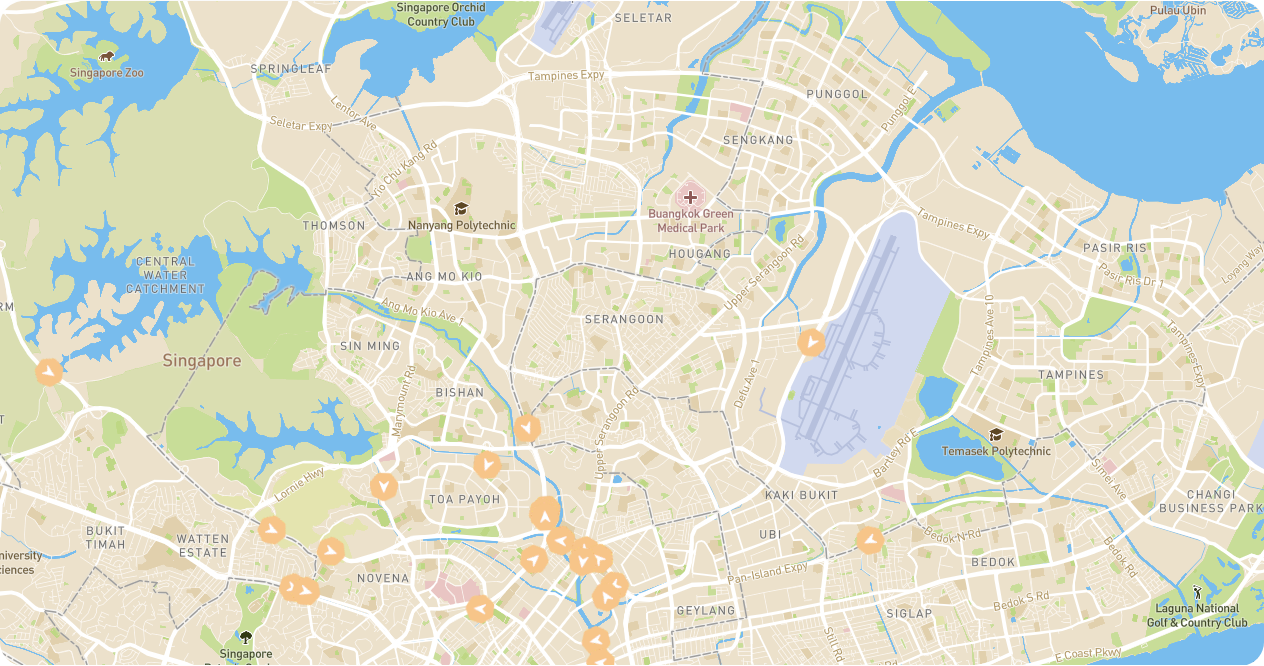 Singapore Orchid
Country Club
SELETAR
Pulau Ubin
Singapore Zoo
SPRINGLEAF
Tampines Expy
PUNGGOL
Punggol E
Lentor Ave
Seletar Expy
SENGKANG
Yio Chu Kang Rd
Nanyang Polytechnic
Buangkok Green
Medical Park
THOMSON
Tampines Expy
PASIR RIS
HOUGANG
Upper Serangoon Rd
Loyang Way
CENTRAL
WATER
CATCHMENT
ANG MO KIO
Pasir Ris Dr 1
RM
Ang Mo Kio Ave 1
SERANGOON
Tampines Ave 10
SIN MING
Singapore
Tampines Expy
TAMPINES
Defu Ave 1
BISHAN
Marymount Rd
T
Upper Serangoon Rd
Bartley Rd E
Temasek Polytechnic
Lornie Hwy
TOA PAYOH
KAKI BUKIT
Simei Ave
CHANGI
BUSINESS PARK
BUKIT
TIMAH
WATTEN
ESTATE
UBI
Bedok N Rd
niversity
ciences
NOVENA
Pan-Island Expy
BEDOK
Bedok Rd
GEYLANG
SIGLAP
Bedok S Rd
Laguna National
Golf & Country Club
Still Rd
E Coast Pkwy
Singapore